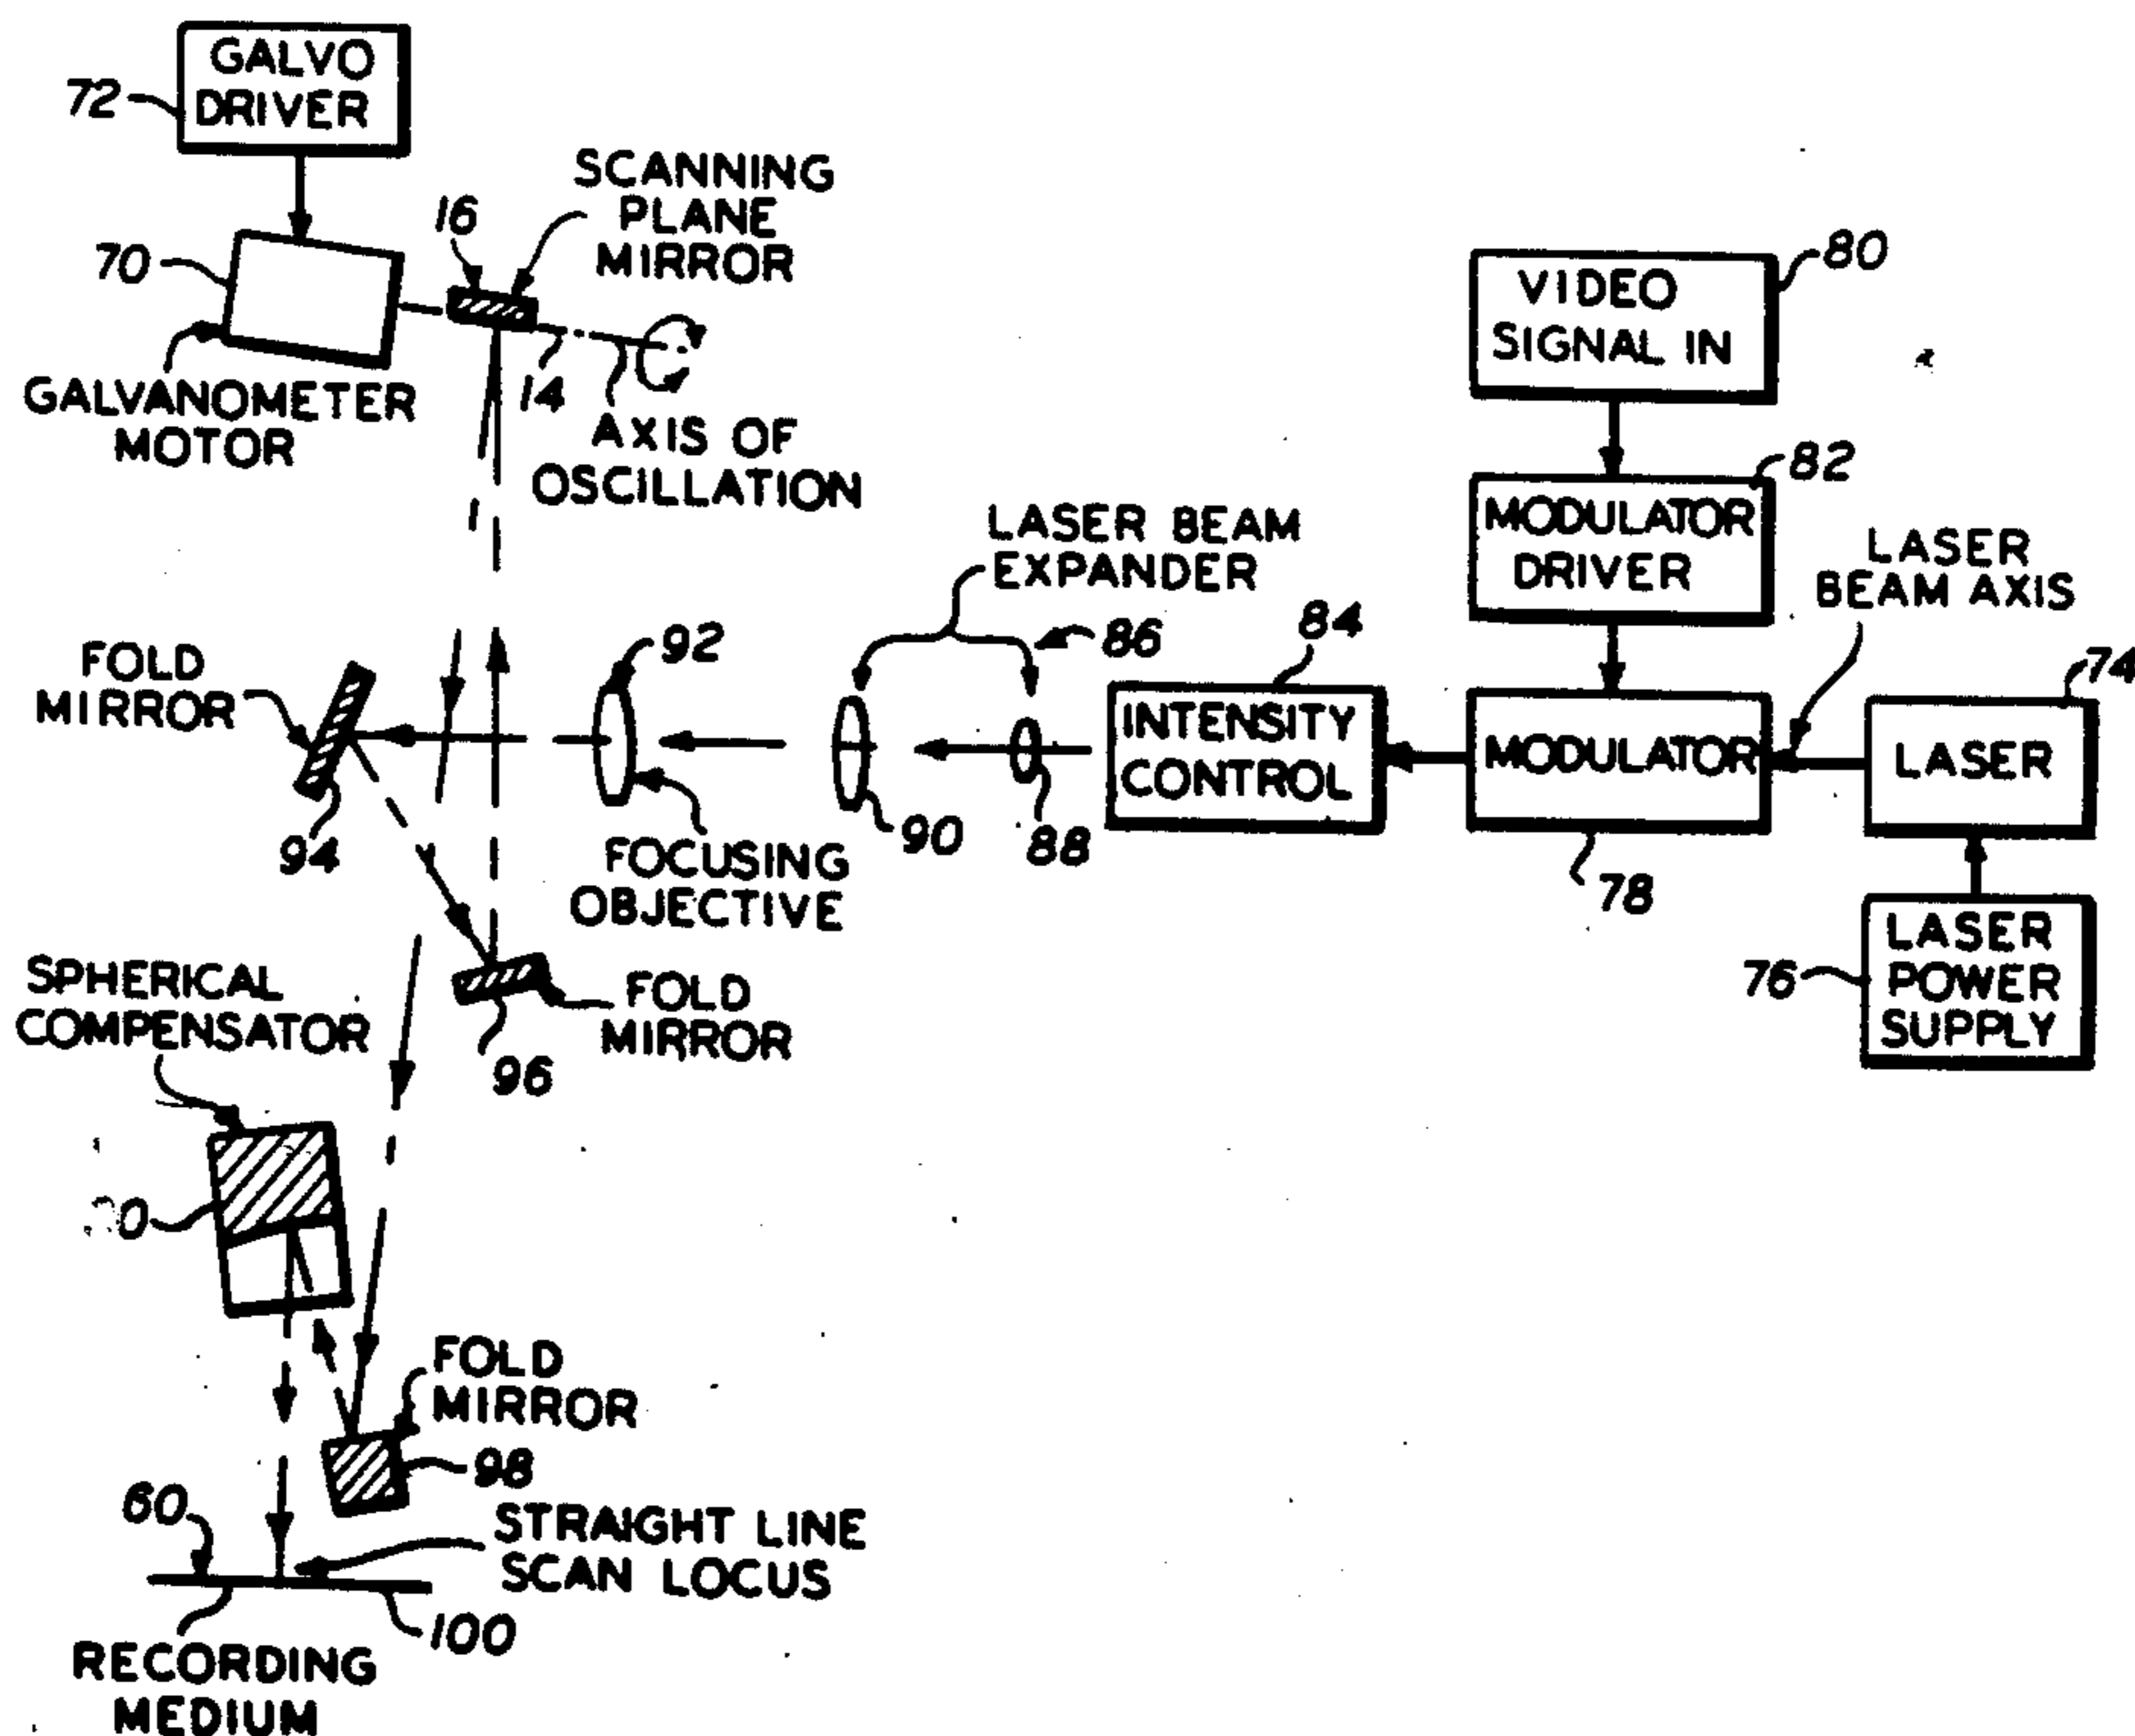 GALVO
DRIVER
72
SCANNING
PLANE
MIRROR
16
70
14
GALVANOMETER
MOTOR
AXIS OF
OSCILLATION
VIDEO
SIGNAL IN
80
MODULATOR
DRIVER
82
LASER
BEAM AXIS
LASER BEAM
EXPANDER
86
84
74
FOLD
MIRROR
92
INTENSITY
CONTROL
MODULATOR
LASER
94
90
88
78
FOCUSING
OBJECTIVE
LASER
POWER
SUPPLY
76
SPHERICAL
COMPENSATOR
FOLD
MIRROR
96
FOLD
MIRROR
98
60
STRAIGHT LINE
SCAN LOCUS
100
RECORDING
MEDIUM